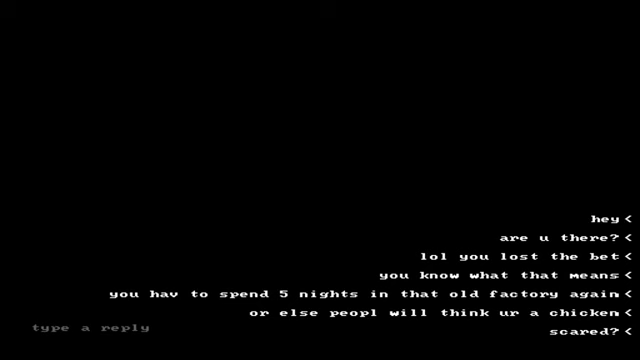 hey <
are u there? <
lol you lost the bet <
you know what that means <
you hav to spend 5 nights in that old factory again <
or else peopl will think ur a chicken <
type a reply
scared? <